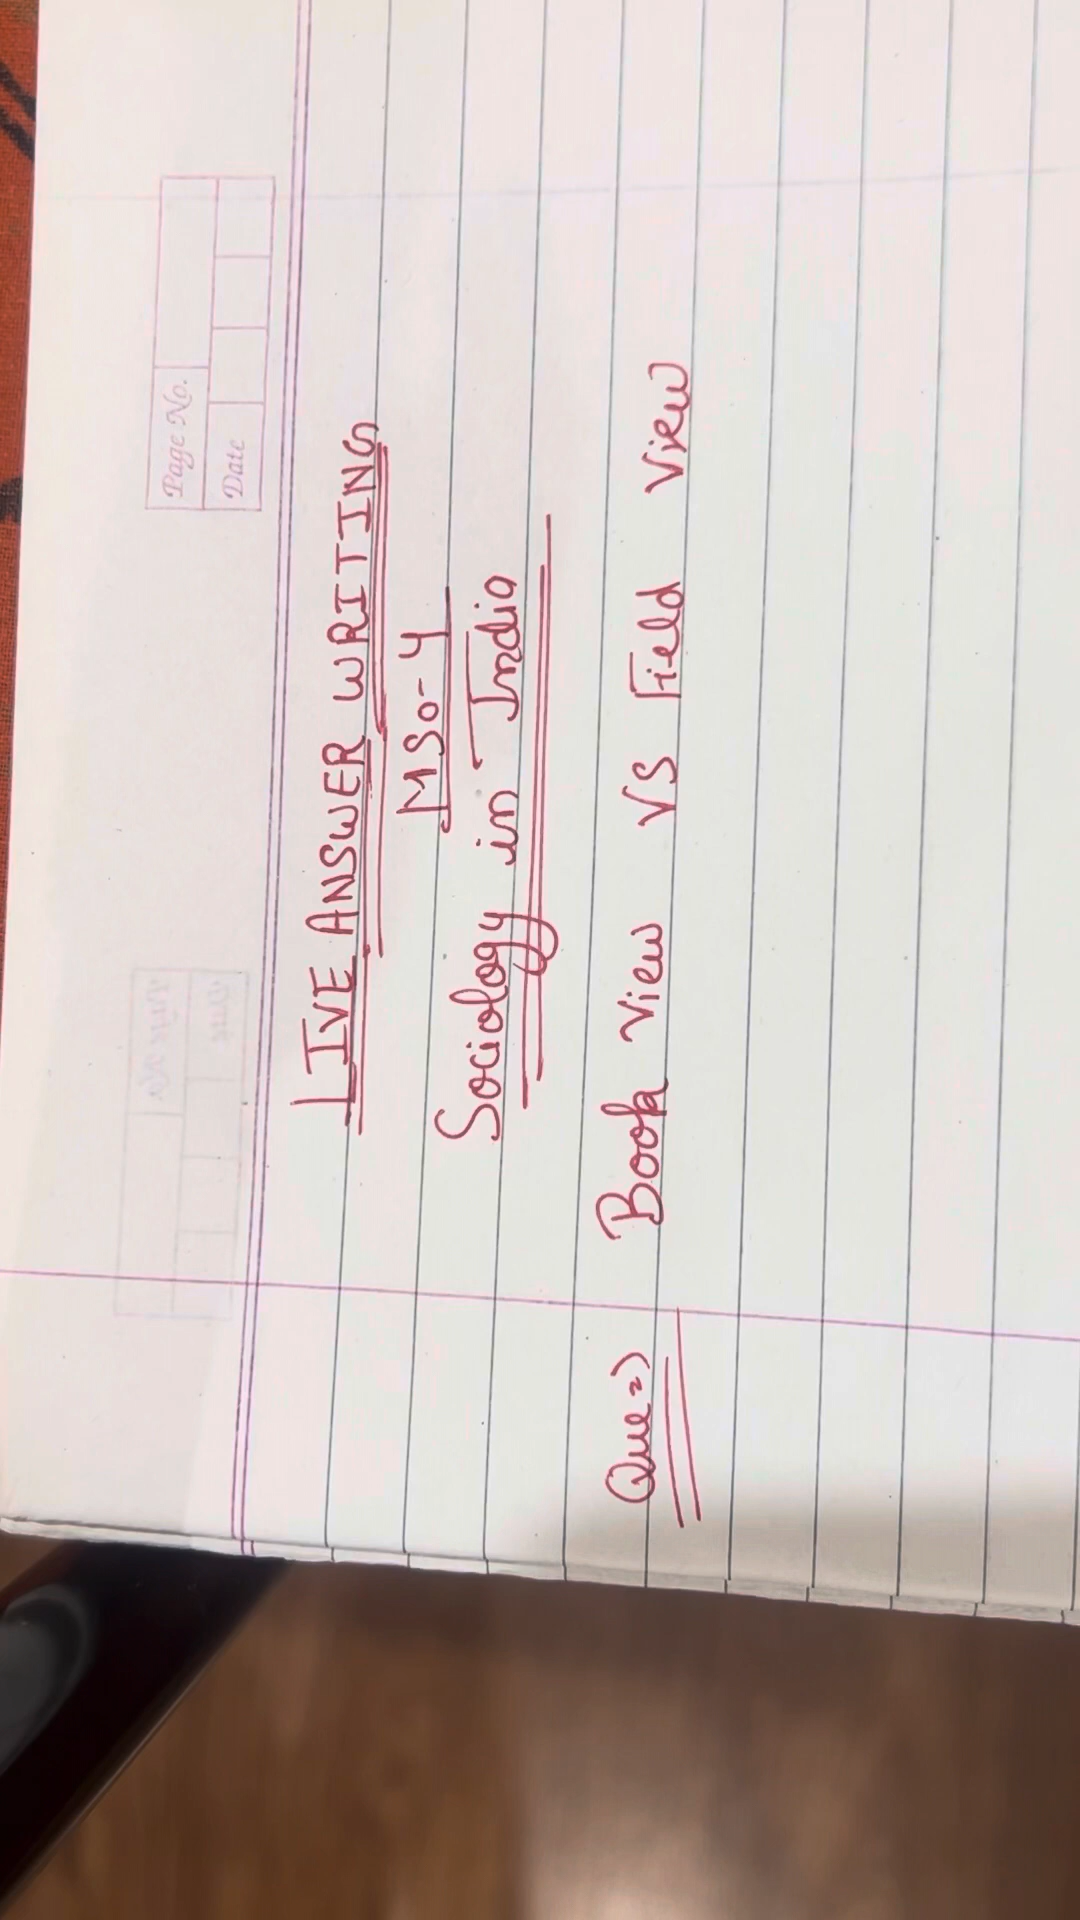 Page No.
Date
LIVE ANSWER WRITING
MSO-4
Sociology in India
Que=) Book View VS Field View